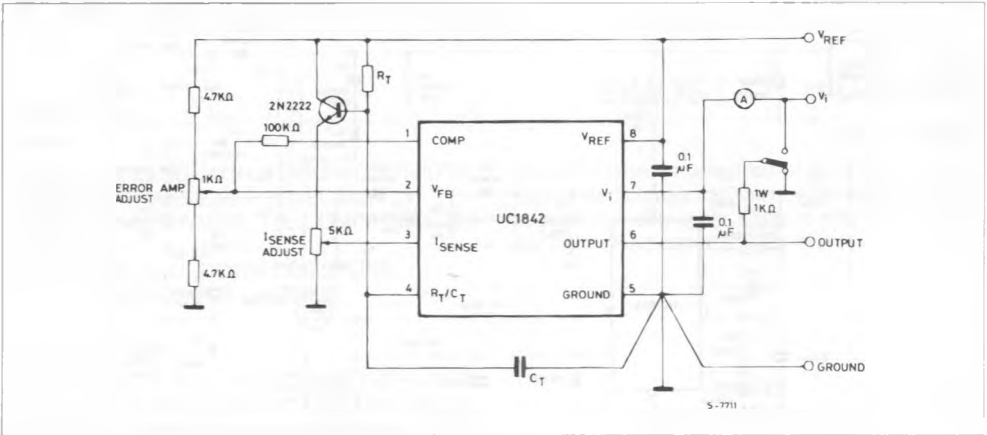 VREF
RT
4.7KΩ
2N2222
Vi
A
100KΩ
1 COMP
VREF 8
0.1
µF
ERROR AMP.
ADJUST
1KΩ
2 VFB
Vi 7
1W
1KΩ
UC1842
0.1
µF
5KΩ
ISENSE
ADJUST
3 ISENSE
OUTPUT 6
OUTPUT
4.7KΩ
4 RT/CT
GROUND 5
CT
GROUND
S-7711